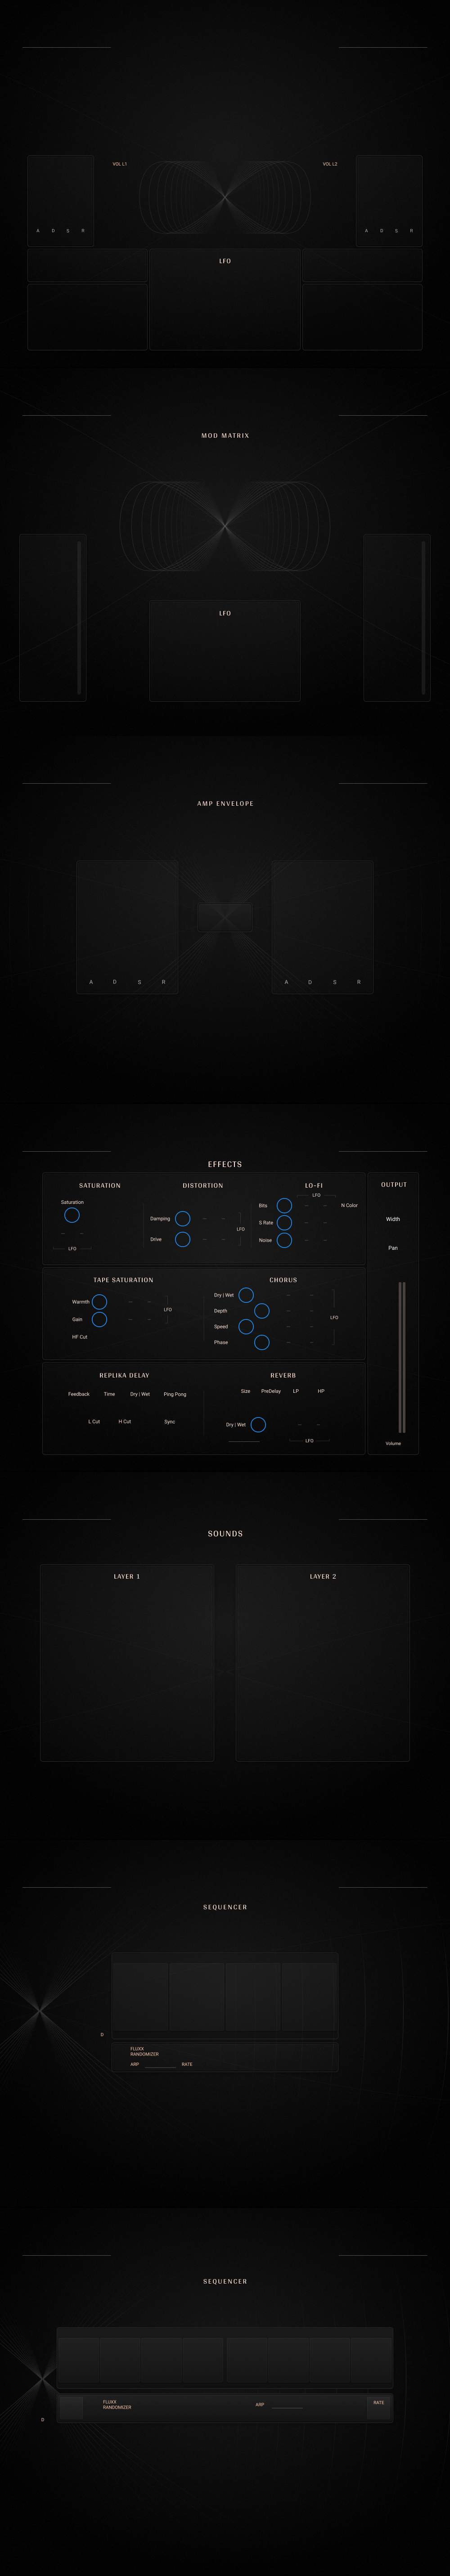 VOL L1
VOL L2
A D S R
A D S R
LFO
MOD MATRIX
LFO
AMP ENVELOPE
A D S R
A D S R
EFFECTS
SATURATION
DISTORTION
LO-FI
OUTPUT
LFO
Saturation
Bits
N Color
Damping
S Rate
Width
LFO
Drive
Noise
LFO
Pan
TAPE SATURATION
CHORUS
Dry | Wet
Warmth
LFO
Depth
Gain
LFO
Speed
HF Cut
Phase
REPLIKA DELAY
REVERB
Feedback
Time
Dry | Wet
Ping Pong
Size
PreDelay
LP
HP
L Cut
H Cut
Sync
Dry | Wet
LFO
Volume
SOUNDS
LAYER 1
LAYER 2
SEQUENCER
D
FLUXX
RANDOMIZER
ARP
RATE
SEQUENCER
FLUXX
RANDOMIZER
ARP
RATE
D